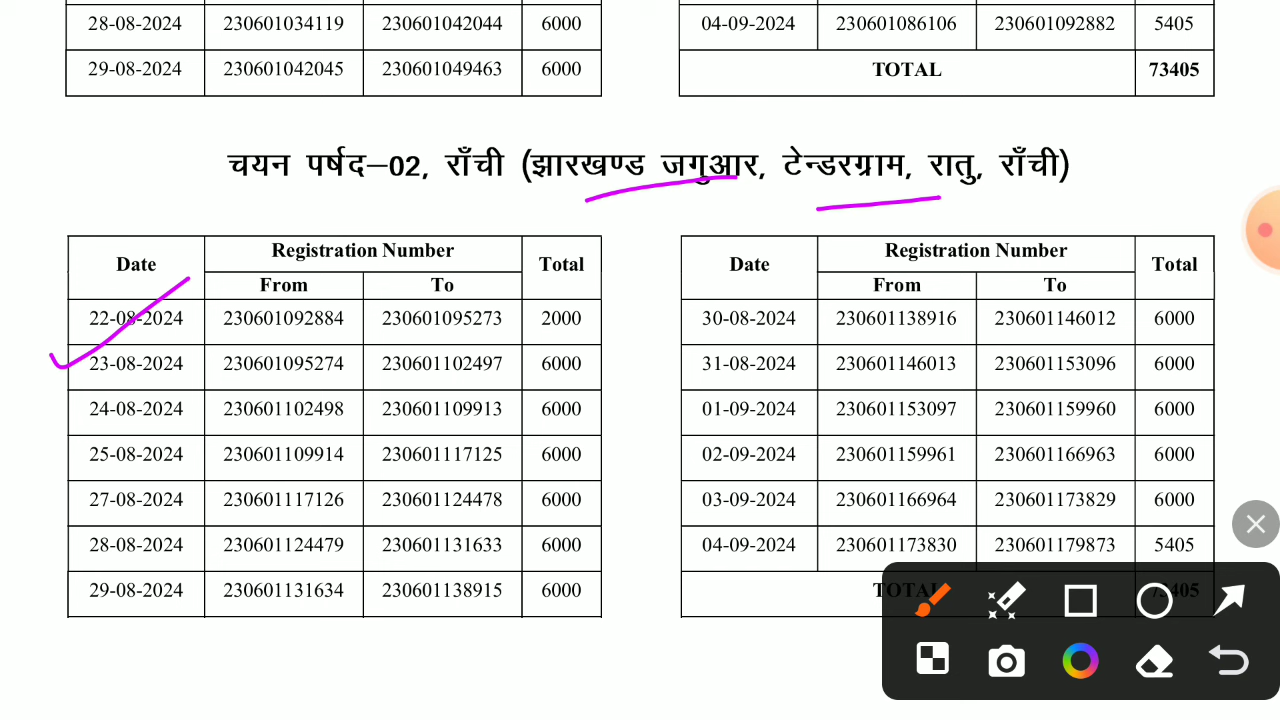 28-08-2024 230601034119 230601042044 6000
29-08-2024 230601042045 230601049463 6000
04-09-2024 230601086106 230601092882 5405
TOTAL 73405
चयन पर्षद–02, राँची (झारखण्ड जगुआर, टेन्डरग्राम, रातु, राँची)
Date Registration Number Total
From To
22-08-2024 230601092884 230601095273 2000
23-08-2024 230601095274 230601102497 6000
24-08-2024 230601102498 230601109913 6000
25-08-2024 230601109914 230601117125 6000
27-08-2024 230601117126 230601124478 6000
28-08-2024 230601124479 230601131633 6000
29-08-2024 230601131634 230601138915 6000
Date Registration Number Total
From To
30-08-2024 230601138916 230601146012 6000
31-08-2024 230601146013 230601153096 6000
01-09-2024 230601153097 230601159960 6000
02-09-2024 230601159961 230601166963 6000
03-09-2024 230601166964 230601173829 6000
04-09-2024 230601173830 230601179873 5405
TOTAL 73405